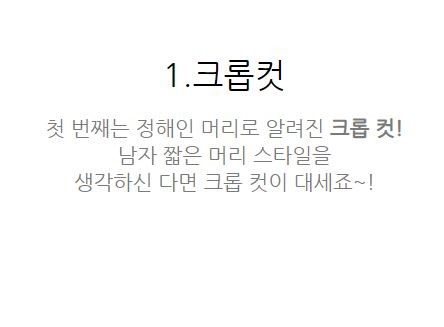 1.크롭컷
첫 번째는 정해인 머리로 알려진 크롭 컷!
남자 짧은 머리 스타일을
생각하신 다면 크롭 컷이 대세죠~!